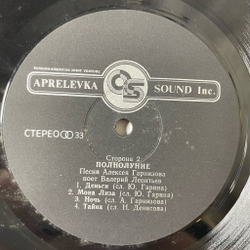 APRELEVKA SOUND Inc.
СТЕРЕО 33
Сторона 2
ПОЛНОЛУНИЕ
Песни Алексея Гарнизова
поет Валерий Леонтьев
1. Деньги (сл. Ю. Гарина)
2. Мона Лиза (сл. Ю. Гарина)
3. Ночь (сл. А. Гарнизова)
4. Тайна (сл. Н. Денисова)